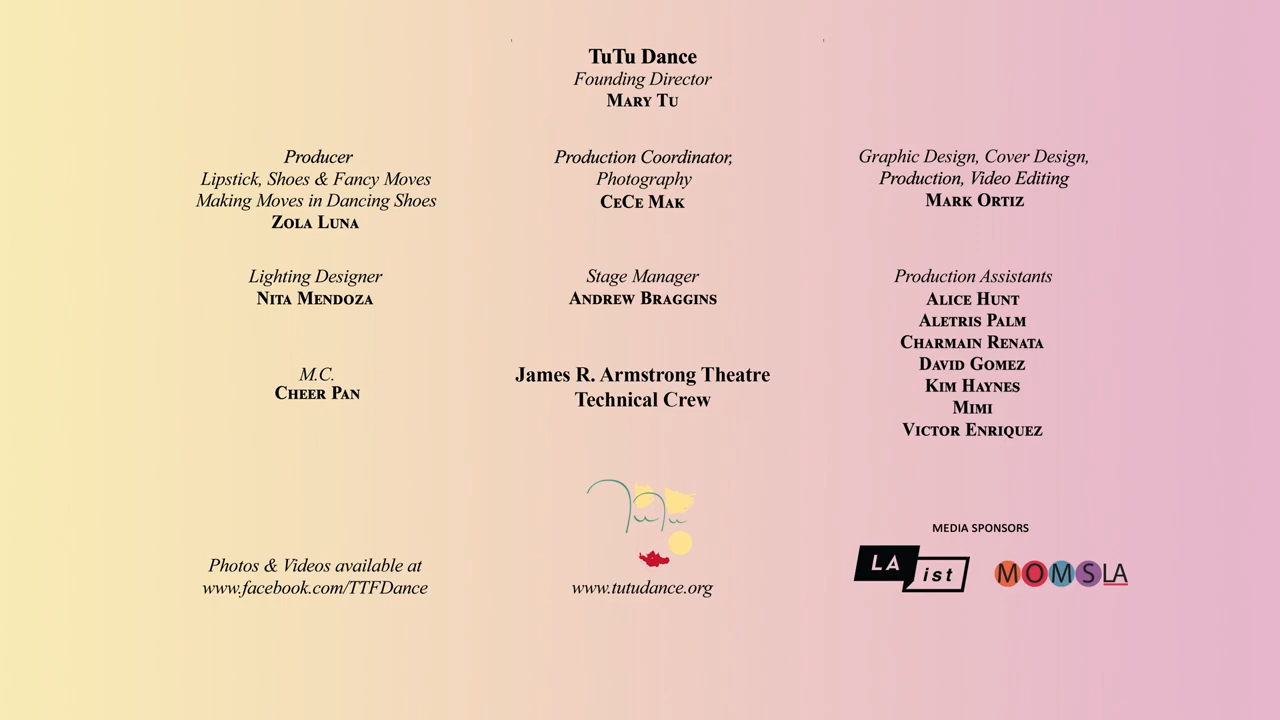 TuTu Dance
Founding Director
Mary Tu
Producer
Lipstick, Shoes & Fancy Moves
Making Moves in Dancing Shoes
Zola Luna
Production Coordinator,
Photography
CeCe Mak
Graphic Design, Cover Design,
Production, Video Editing
Mark Ortiz
Lighting Designer
Nita Mendoza
Stage Manager
Andrew Braggins
Production Assistants
Alice Hunt
Aletris Palm
Charmain Renata
David Gomez
Kim Haynes
Mimi
Victor Enriquez
M.C.
Cheer Pan
James R. Armstrong Theatre
Technical Crew
Photos & Videos available at
www.facebook.com/TTFDance
TuTu
www.tutudance.org
MEDIA SPONSORS
LA
ist
MOMSLA